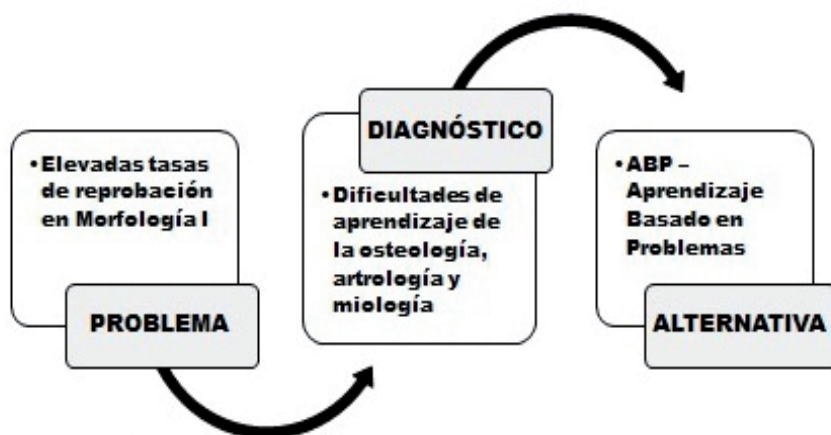 •Elevadas tasas
de reprobación
en Morfología I
PROBLEMA
DIAGNÓSTICO
•Dificultades de
aprendizaje de
la osteología,
artrología y
miología
•ABP –
Aprendizaje
Basado en
Problemas
ALTERNATIVA